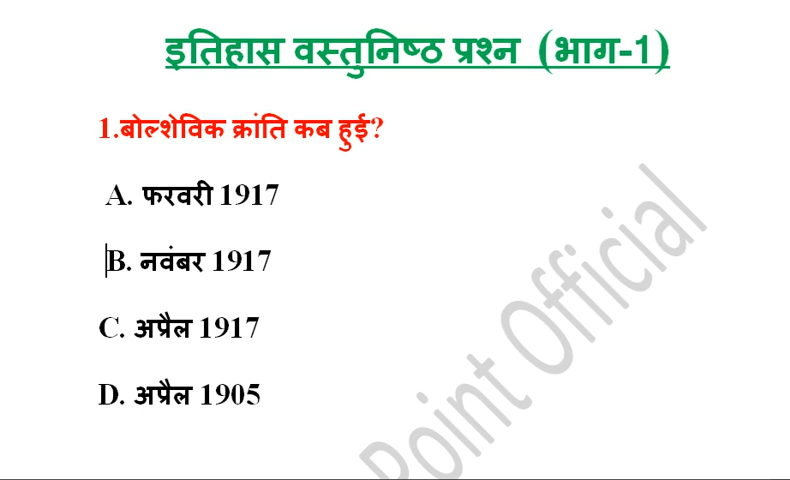 इतिहास वस्तुनिष्ठ प्रश्न (भाग-1)
1.बोल्शेविक क्रांति कब हुई?
A. फरवरी 1917
B. नवंबर 1917
C. अप्रैल 1917
D. अप्रैल 1905
Point Official